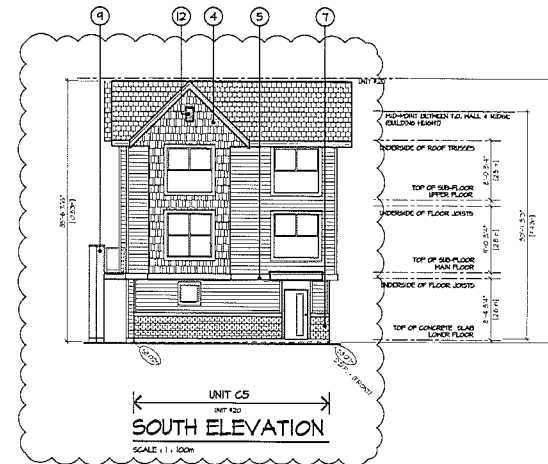 9
12
4
5
7
UNIT #20
MID-POINT BETWEEN T.O. WALL & RIDGE
(BUILDING HEIGHT)
UNDERSIDE OF ROOF TRUSSES
TOP OF SUB-FLOOR
UPPER FLOOR
UNDERSIDE OF FLOOR JOISTS
TOP OF SUB-FLOOR
MAIN FLOOR
UNDERSIDE OF FLOOR JOISTS
TOP OF CONCRETE SLAB
LOWER FLOOR
UNIT C5
UNIT #20
SOUTH ELEVATION
SCALE : 1 : 100m